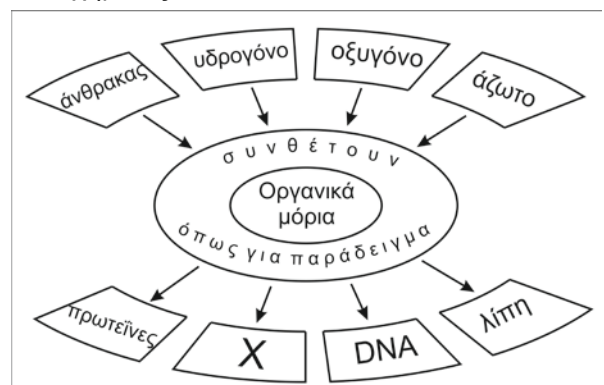 άνθρακας
υδρογόνο
οξυγόνο
άζωτο
συνθέτουν
Οργανικά
μόρια
όπως για παράδειγμα
πρωτεΐνες
X
DNA
λίπη